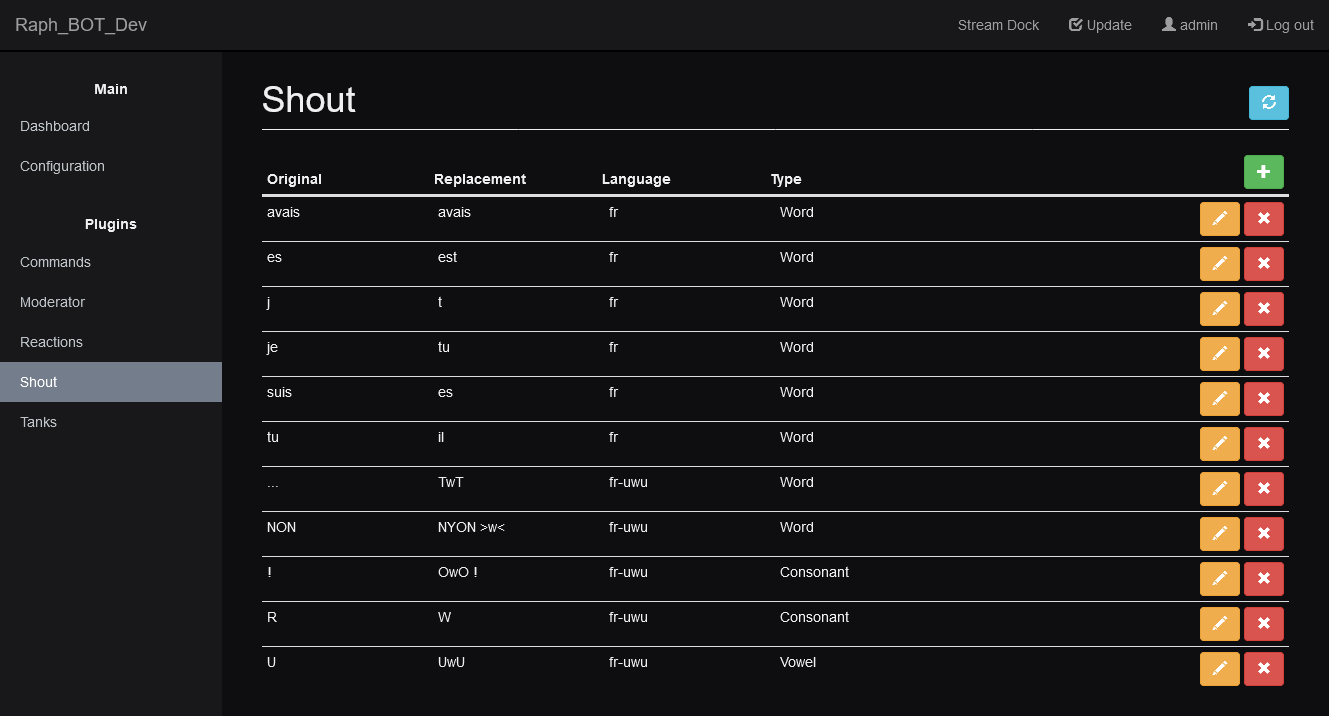 Raph_BOT_Dev Stream Dock Update admin Log out
Main
Dashboard
Configuration
Plugins
Commands
Moderator
Reactions
Shout
Tanks
Shout
Original Replacement Language Type
avais avais fr Word
es est fr Word
j t fr Word
je tu fr Word
suis es fr Word
tu il fr Word
... TwT fr-uwu Word
NON NYON >w< fr-uwu Word
! OwO ! fr-uwu Consonant
R W fr-uwu Consonant
U UwU fr-uwu Vowel